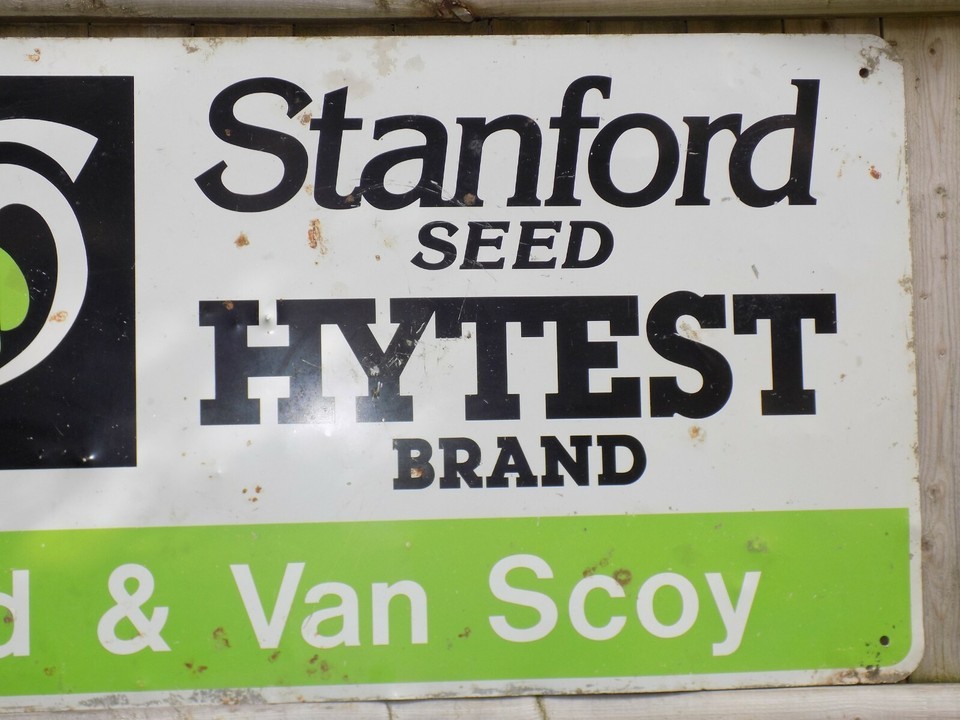 Stanford
SEED
HYTEST
BRAND
d & Van Scoy